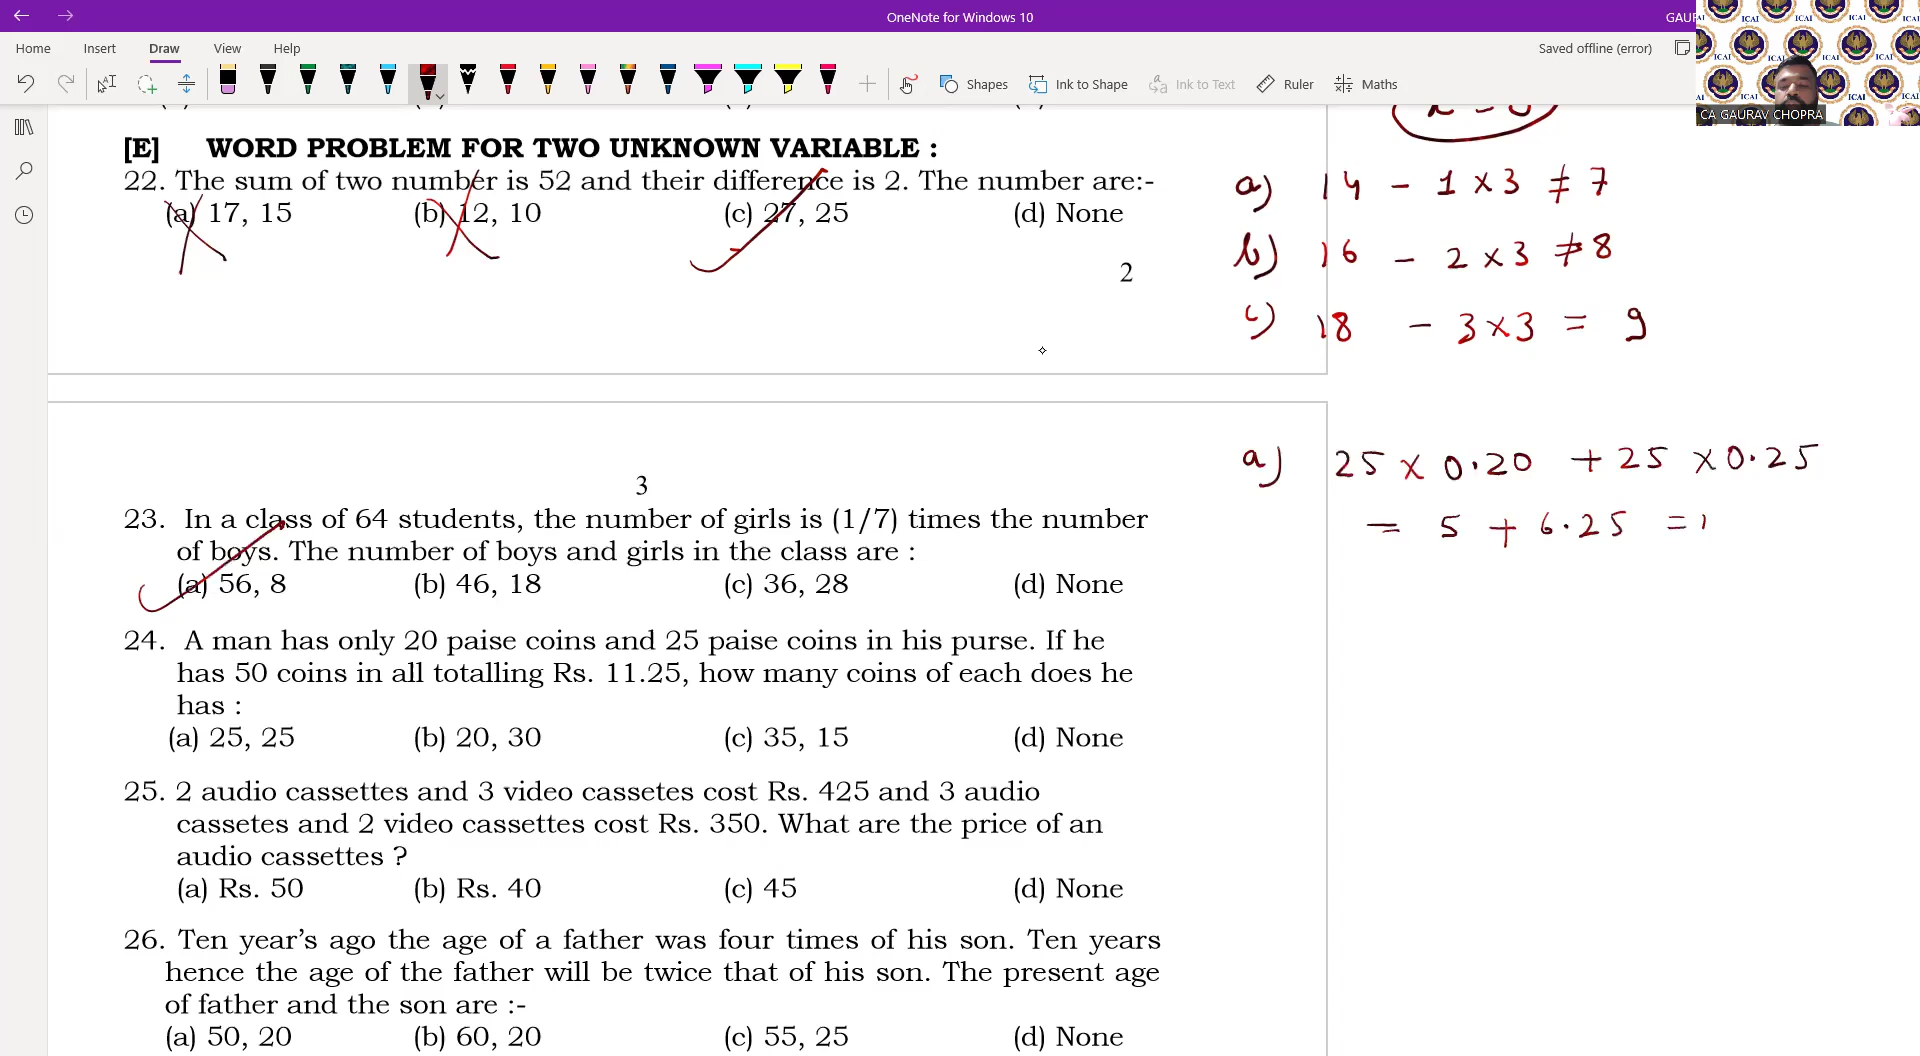 OneNote for Windows 10
GAUR
ICAI ICAI ICAI ICAI
Home Insert Draw View Help
Saved offline (error)
Shapes Ink to Shape Ink to Text Ruler Maths
CA GAURAV CHOPRA
[E] WORD PROBLEM FOR TWO UNKNOWN VARIABLE :
22. The sum of two number is 52 and their difference is 2. The number are:-
(a) 17, 15 (b) 12, 10 (c) 27, 25 (d) None
2
a) 14 - 1 × 3 ≠ 7
b) 16 - 2 × 3 ≠ 8
c) 18 - 3 × 3 = 9
3
23. In a class of 64 students, the number of girls is (1/7) times the number
of boys. The number of boys and girls in the class are :
(a) 56, 8 (b) 46, 18 (c) 36, 28 (d) None
24. A man has only 20 paise coins and 25 paise coins in his purse. If he
has 50 coins in all totalling Rs. 11.25, how many coins of each does he
has :
(a) 25, 25 (b) 20, 30 (c) 35, 15 (d) None
25. 2 audio cassettes and 3 video cassetes cost Rs. 425 and 3 audio
cassetes and 2 video cassettes cost Rs. 350. What are the price of an
audio cassettes ?
(a) Rs. 50 (b) Rs. 40 (c) 45 (d) None
26. Ten year’s ago the age of a father was four times of his son. Ten years
hence the age of the father will be twice that of his son. The present age
of father and the son are :-
(a) 50, 20 (b) 60, 20 (c) 55, 25 (d) None
a) 25 × 0.20 + 25 × 0.25
= 5 + 6.25 = 1